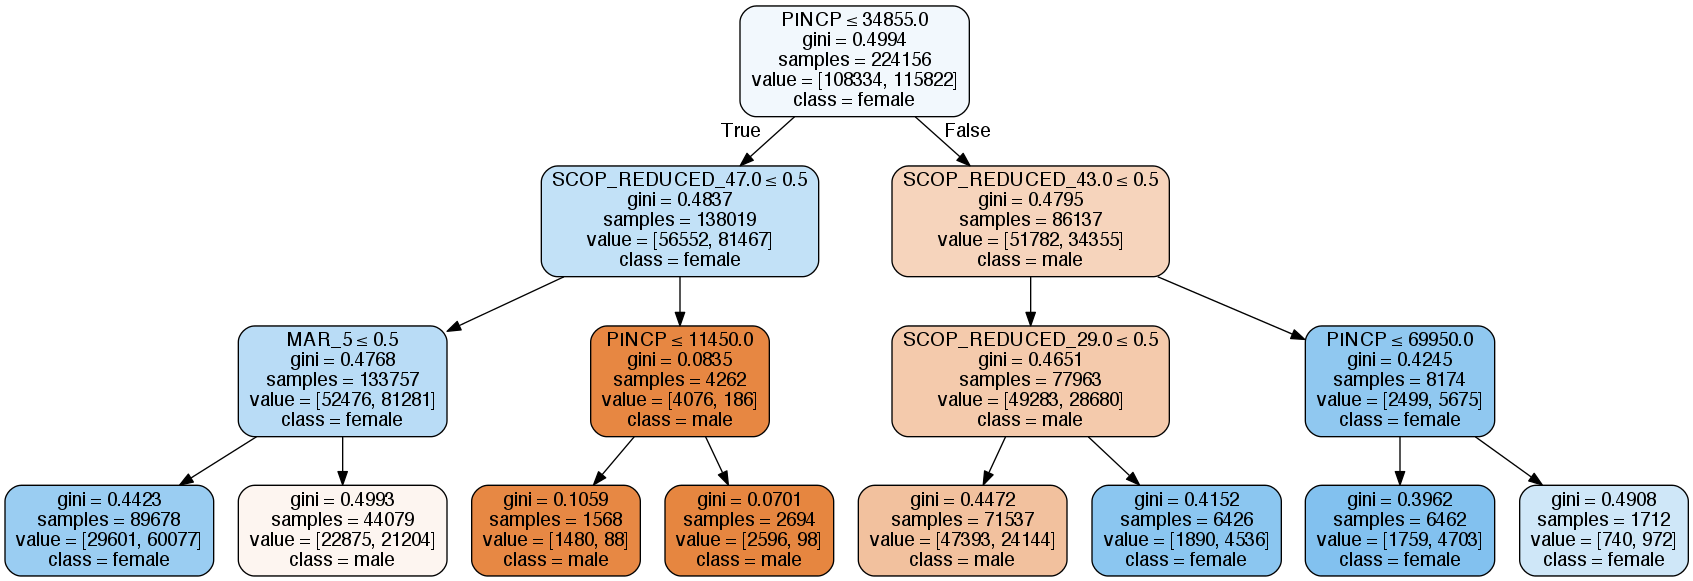 PINCP ≤ 34855.0
gini = 0.4994
samples = 224156
value = [108334, 115822]
class = female
True
False
SCOP_REDUCED_47.0 ≤ 0.5
gini = 0.4837
samples = 138019
value = [56552, 81467]
class = female
SCOP_REDUCED_43.0 ≤ 0.5
gini = 0.4795
samples = 86137
value = [51782, 34355]
class = male
MAR_5 ≤ 0.5
gini = 0.4768
samples = 133757
value = [52476, 81281]
class = female
PINCP ≤ 11450.0
gini = 0.0835
samples = 4262
value = [4076, 186]
class = male
SCOP_REDUCED_29.0 ≤ 0.5
gini = 0.4651
samples = 77963
value = [49283, 28680]
class = male
PINCP ≤ 69950.0
gini = 0.4245
samples = 8174
value = [2499, 5675]
class = female
gini = 0.4423
samples = 89678
value = [29601, 60077]
class = female
gini = 0.4993
samples = 44079
value = [22875, 21204]
class = male
gini = 0.1059
samples = 1568
value = [1480, 88]
class = male
gini = 0.0701
samples = 2694
value = [2596, 98]
class = male
gini = 0.4472
samples = 71537
value = [47393, 24144]
class = male
gini = 0.4152
samples = 6426
value = [1890, 4536]
class = female
gini = 0.3962
samples = 6462
value = [1759, 4703]
class = female
gini = 0.4908
samples = 1712
value = [740, 972]
class = female